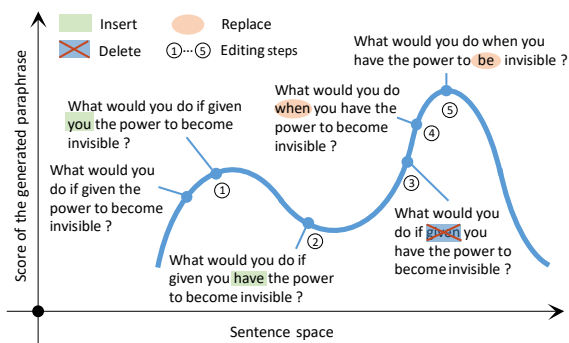 Insert
Replace
Delete
①···⑤ Editing steps
Score of the generated paraphrase
What would you do if given
you the power to become
invisible ?
①
What would you
do if given the
power to become
invisible ?
What would you do if
given you have the power
to become invisible ?
②
What would you do
when you have the
power to become
invisible ?
④
What would you do when you
have the power to be invisible ?
⑤
③
What would you
do if given you
have the power to
become invisible ?
Sentence space